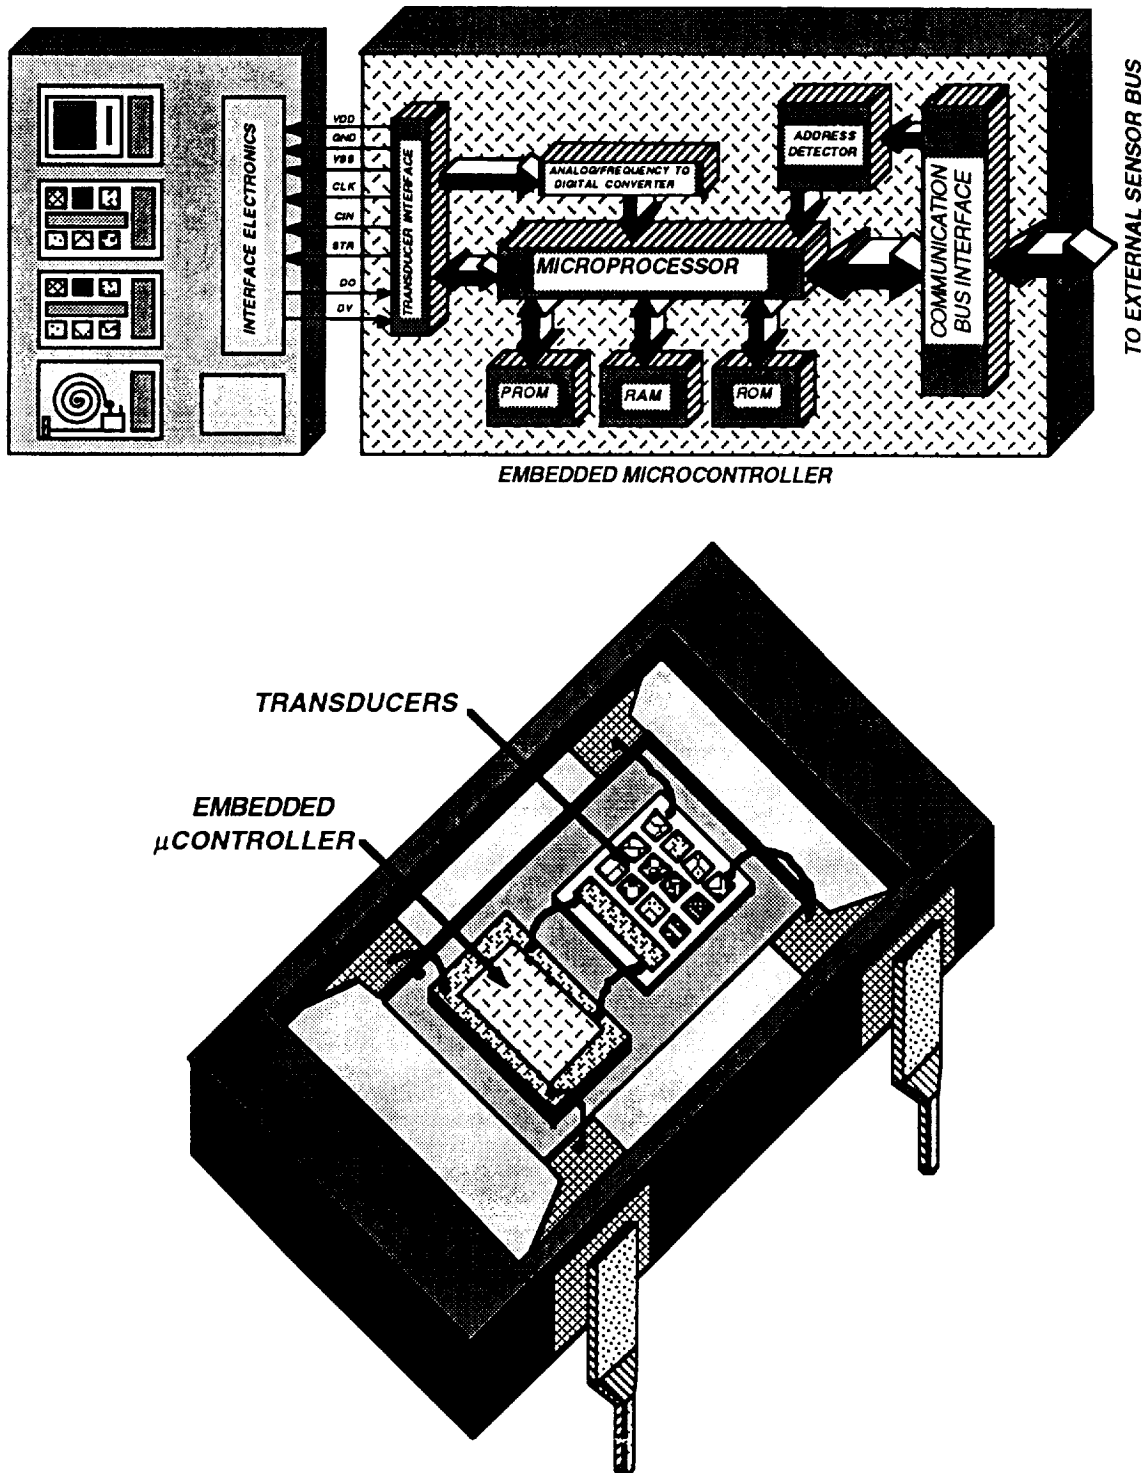 INTERFACE ELECTRONICS
VDD
GND
VSS
CLK
CIN
STR
DO
DV
TRANSDUCER INTERFACE
ANALOG/FREQUENCY TO
DIGITAL CONVERTER
ADDRESS
DETECTOR
MICROPROCESSOR
COMMUNICATION
BUS INTERFACE
PROM
RAM
ROM
TO EXTERNAL SENSOR BUS
EMBEDDED MICROCONTROLLER
TRANSDUCERS
EMBEDDED
μCONTROLLER